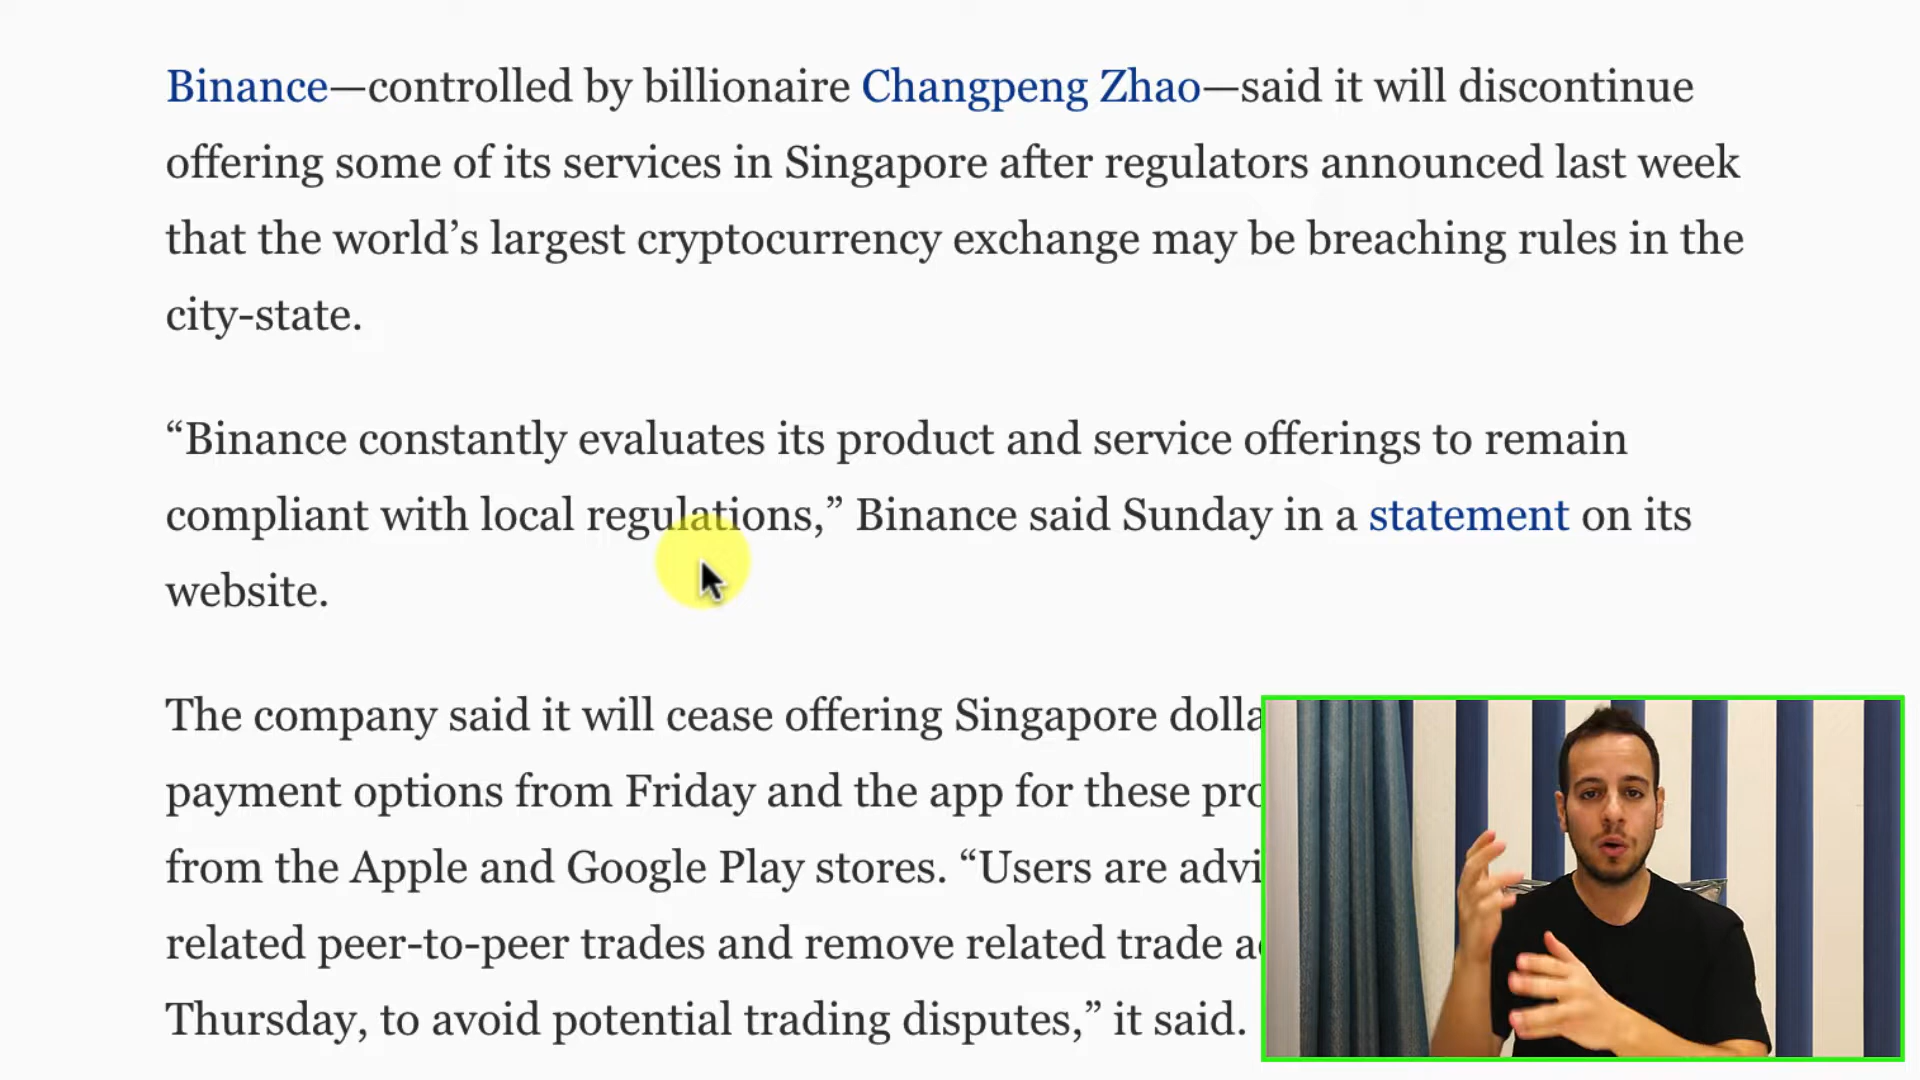 Binance—controlled by billionaire Changpeng Zhao—said it will discontinue
offering some of its services in Singapore after regulators announced last week
that the world’s largest cryptocurrency exchange may be breaching rules in the
city-state.
“Binance constantly evaluates its product and service offerings to remain
compliant with local regulations,” Binance said Sunday in a statement on its
website.
The company said it will cease offering Singapore
payment options from Friday and the app for these
from the Apple and Google Play stores. “Users are
related peer-to-peer trades and remove related trade
Thursday, to avoid potential trading disputes,” it said.